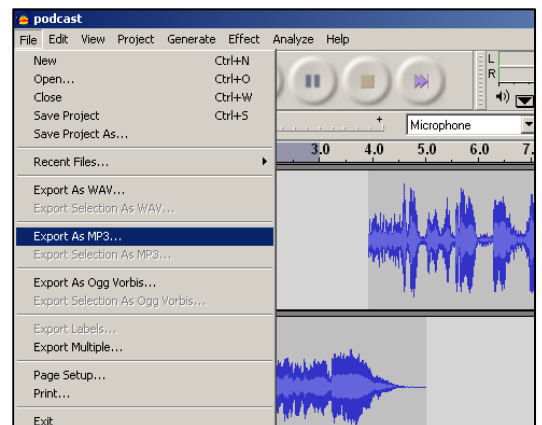 podcast
File Edit View Project Generate Effect Analyze Help
New Ctrl+N
Open... Ctrl+O
Close Ctrl+W
Save Project Ctrl+S
Save Project As...
Recent Files...
Export As WAV...
Export Selection As WAV...
Export As MP3...
Export Selection As MP3...
Export As Ogg Vorbis...
Export Selection As Ogg Vorbis...
Export Labels...
Export Multiple...
Page Setup...
Print...
Exit
L
R
+
Microphone
3.0 4.0 5.0 6.0 7.